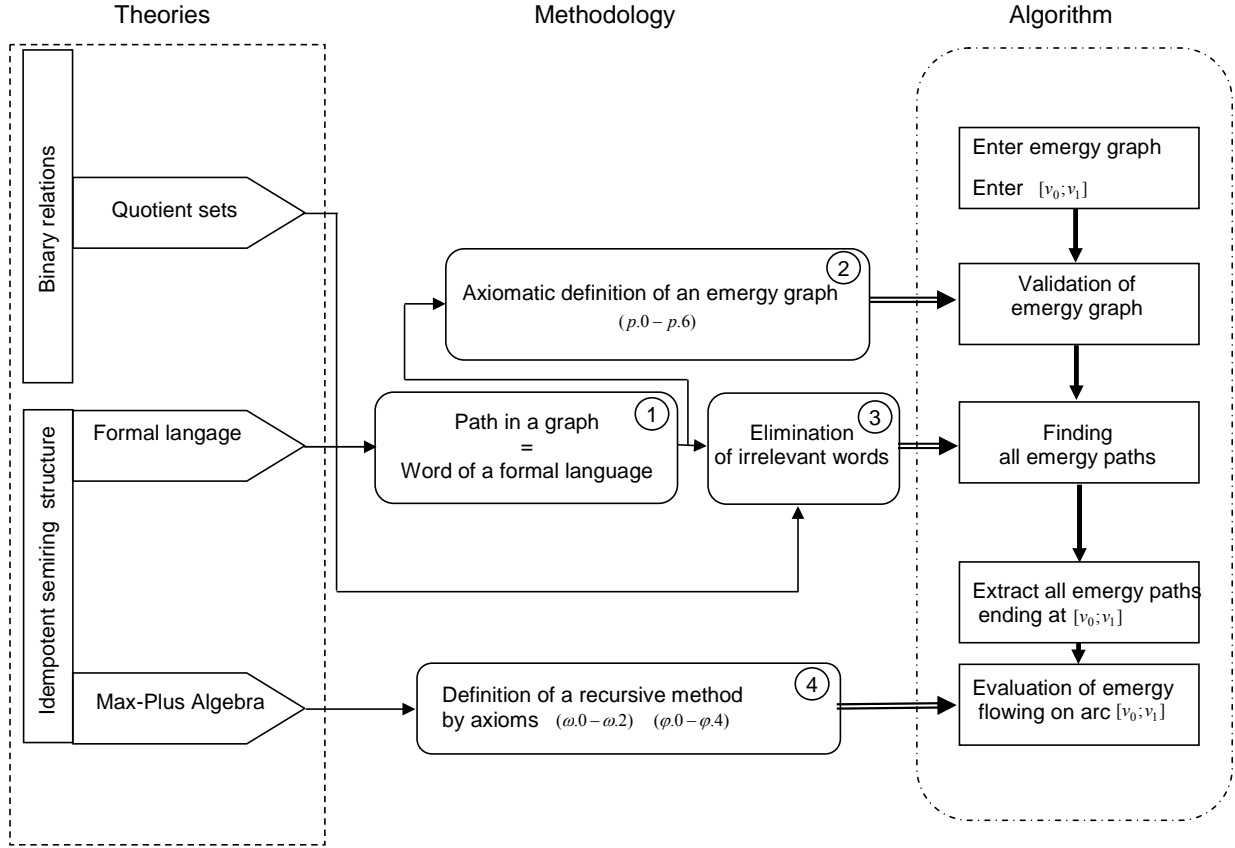 Theories
Methodology
Algorithm
Binary relations
Quotient sets
Idempotent semiring structure
Formal langage
Max-Plus Algebra
2
Axiomatic definition of an emergy graph
(p.0 – p.6)
1
Path in a graph
=
Word of a formal language
3
Elimination
of irrelevant words
4
Definition of a recursive method
by axioms (ω.0 – ω.2) (φ.0 – φ.4)
Enter emergy graph
Enter [v₀;v₁]
Validation of
emergy graph
Finding
all emergy paths
Extract all emergy paths
ending at [v₀;v₁]
Evaluation of emergy
flowing on arc [v₀;v₁]